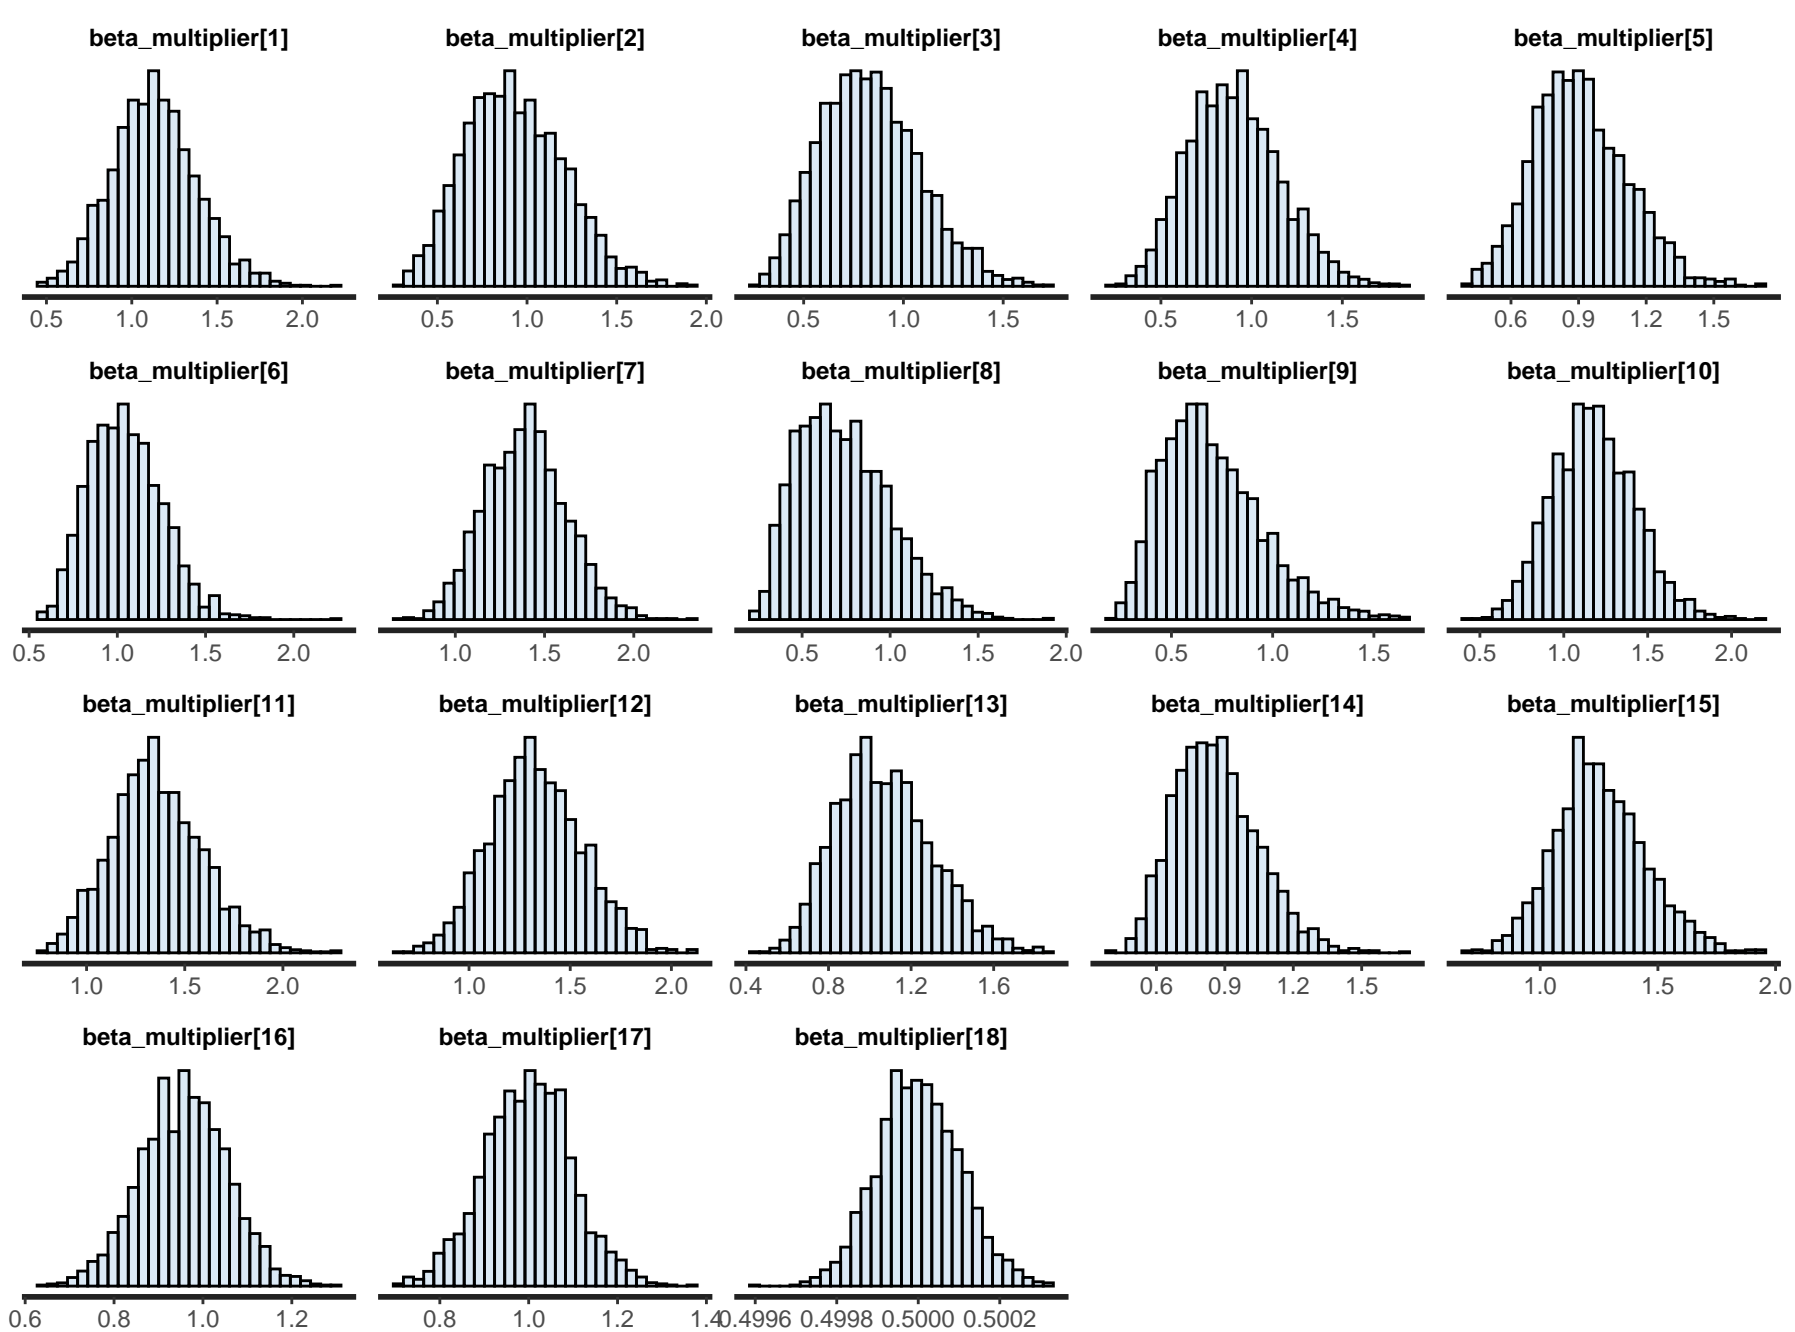 beta_multiplier[1] beta_multiplier[2] beta_multiplier[3] beta_multiplier[4] beta_multiplier[5]
0.5 1.0 1.5 2.0 0.5 1.0 1.5 2.0 0.5 1.0 1.5 0.5 1.0 1.5 0.6 0.9 1.2 1.5
beta_multiplier[6] beta_multiplier[7] beta_multiplier[8] beta_multiplier[9] beta_multiplier[10]
0.5 1.0 1.5 2.0 1.0 1.5 2.0 0.5 1.0 1.5 2.0 0.5 1.0 1.5 0.5 1.0 1.5 2.0
beta_multiplier[11] beta_multiplier[12] beta_multiplier[13] beta_multiplier[14] beta_multiplier[15]
1.0 1.5 2.0 1.0 1.5 2.0 0.4 0.8 1.2 1.6 0.6 0.9 1.2 1.5 1.0 1.5 2.0
beta_multiplier[16] beta_multiplier[17] beta_multiplier[18]
0.6 0.8 1.0 1.2 0.8 1.0 1.2 1.4 0.4996 0.4998 0.5000 0.5002